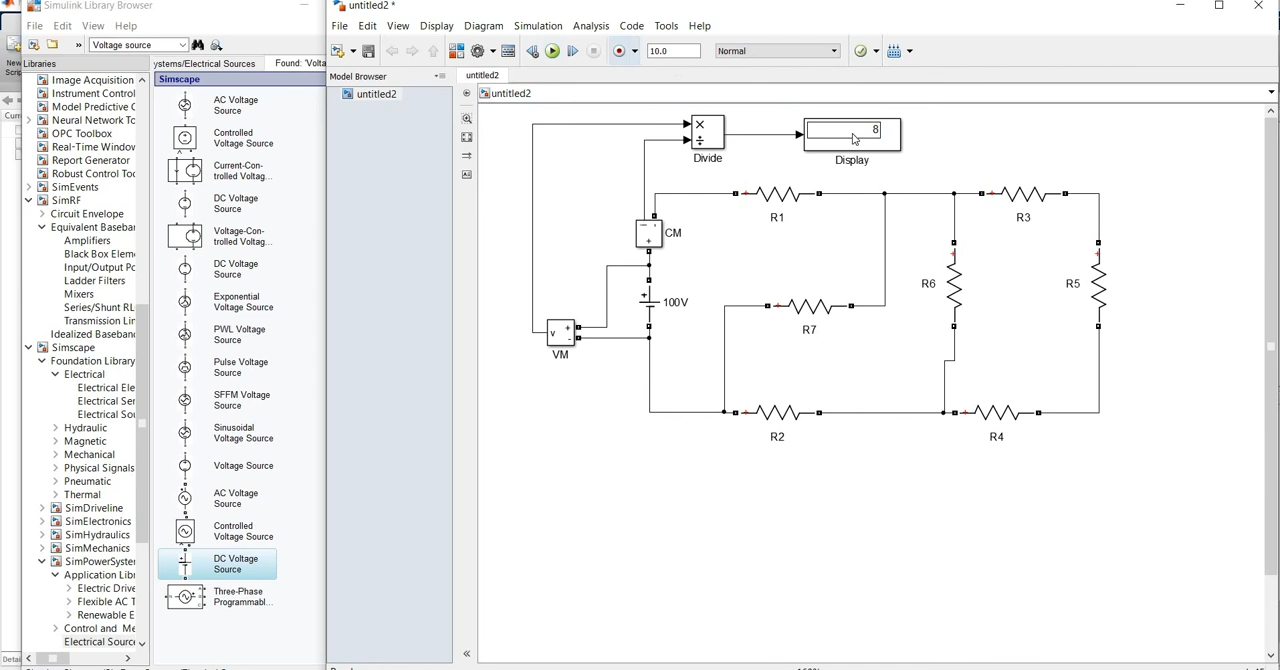 Simulink Library Browser
File Edit View Help
» Voltage source
Libraries
Image Acquisition
Instrument Control
Model Predictive C
Neural Network To
OPC Toolbox
Real-Time Window
Report Generator
Robust Control Too
SimEvents
SimRF
Circuit Envelope
Equivalent Baseban
Amplifiers
Black Box Eleme
Input/Output Po
Ladder Filters
Mixers
Series/Shunt RL
Transmission Lin
Idealized Baseband
Simscape
Foundation Library
Electrical
Electrical Ele
Electrical Sen
Electrical Sou
Hydraulic
Magnetic
Mechanical
Physical Signals
Pneumatic
Thermal
SimDriveline
SimElectronics
SimHydraulics
SimMechanics
SimPowerSystem
Application Libr
Electric Drive
Flexible AC T
Renewable E
Control and Me
Electrical Source
ystems/Electrical Sources Found: 'Volta
Simscape
AC Voltage
Source
Controlled
Voltage Source
Current-Con-
trolled Voltag...
DC Voltage
Source
Voltage-Con-
trolled Voltag...
DC Voltage
Source
Exponential
Voltage Source
PWL Voltage
Source
Pulse Voltage
Source
SFFM Voltage
Source
Sinusoidal
Voltage Source
Voltage Source
AC Voltage
Source
Controlled
Voltage Source
DC Voltage
Source
Three-Phase
Programmabl...
untitled2 *
File Edit View Display Diagram Simulation Analysis Code Tools Help
10.0 Normal
Model Browser
untitled2
untitled2
untitled2
×
÷
Divide
8
Display
R1
R3
CM
R6
R5
100V
R7
v
VM
R2
R4